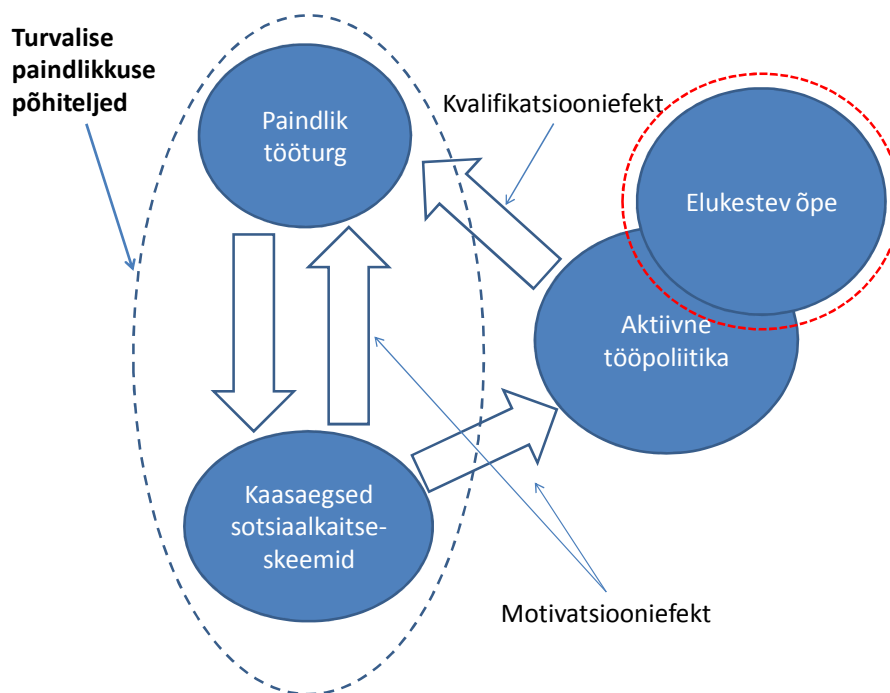 Turvalise
paindlikkuse
põhiteljed
Paindlik
tööturg
Kvalifikatsiooniefekt
Elukestev õpe
Aktiivne
tööpoliitika
Kaasaegsed
sotsiaalkaitse-
skeemid
Motivatsiooniefekt